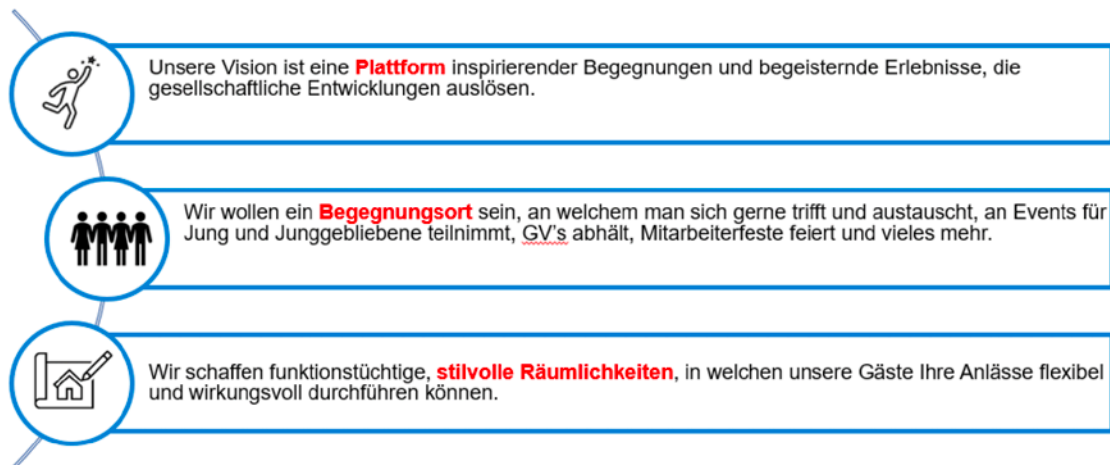 Unsere Vision ist eine Plattform inspirierender Begegnungen und begeisternde Erlebnisse, die
gesellschaftliche Entwicklungen auslösen.
Wir wollen ein Begegnungsort sein, an welchem man sich gerne trifft und austauscht, an Events für
Jung und Junggebliebene teilnimmt, GV's abhält, Mitarbeiterfeste feiert und vieles mehr.
Wir schaffen funktionstüchtige, stilvolle Räumlichkeiten, in welchen unsere Gäste Ihre Anlässe flexibel
und wirkungsvoll durchführen können.